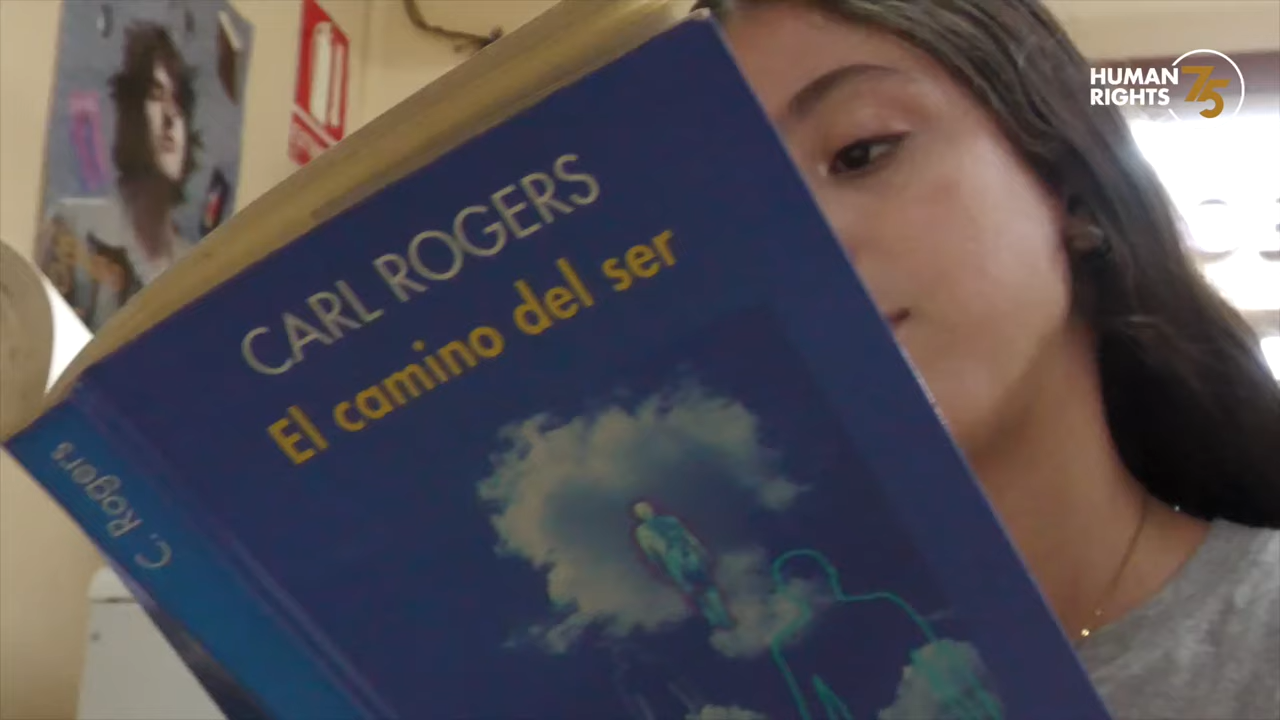 CARL ROGERS
El camino del ser
C. Rogers
HUMAN
RIGHTS 75